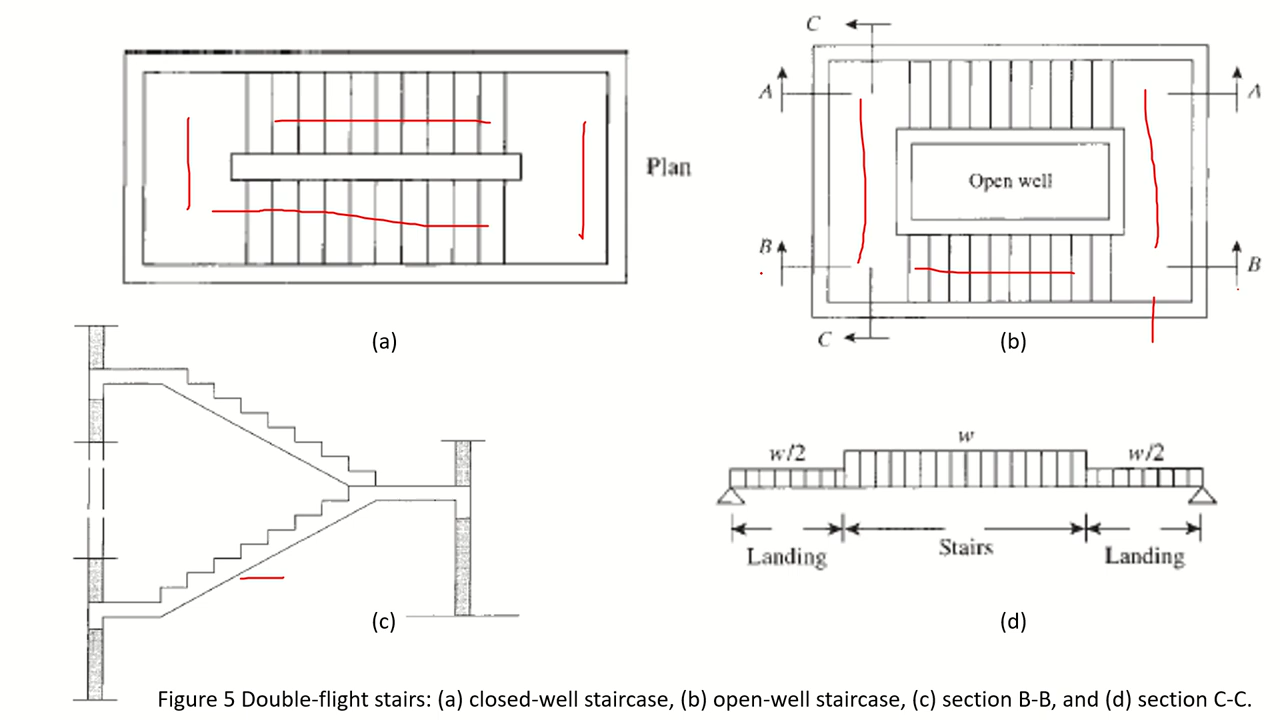 Plan
(a)
C
A
A
Open well
B
B
C
(b)
(c)
w/2
w
w/2
Landing
Stairs
Landing
(d)
Figure 5 Double-flight stairs: (a) closed-well staircase, (b) open-well staircase, (c) section B-B, and (d) section C-C.